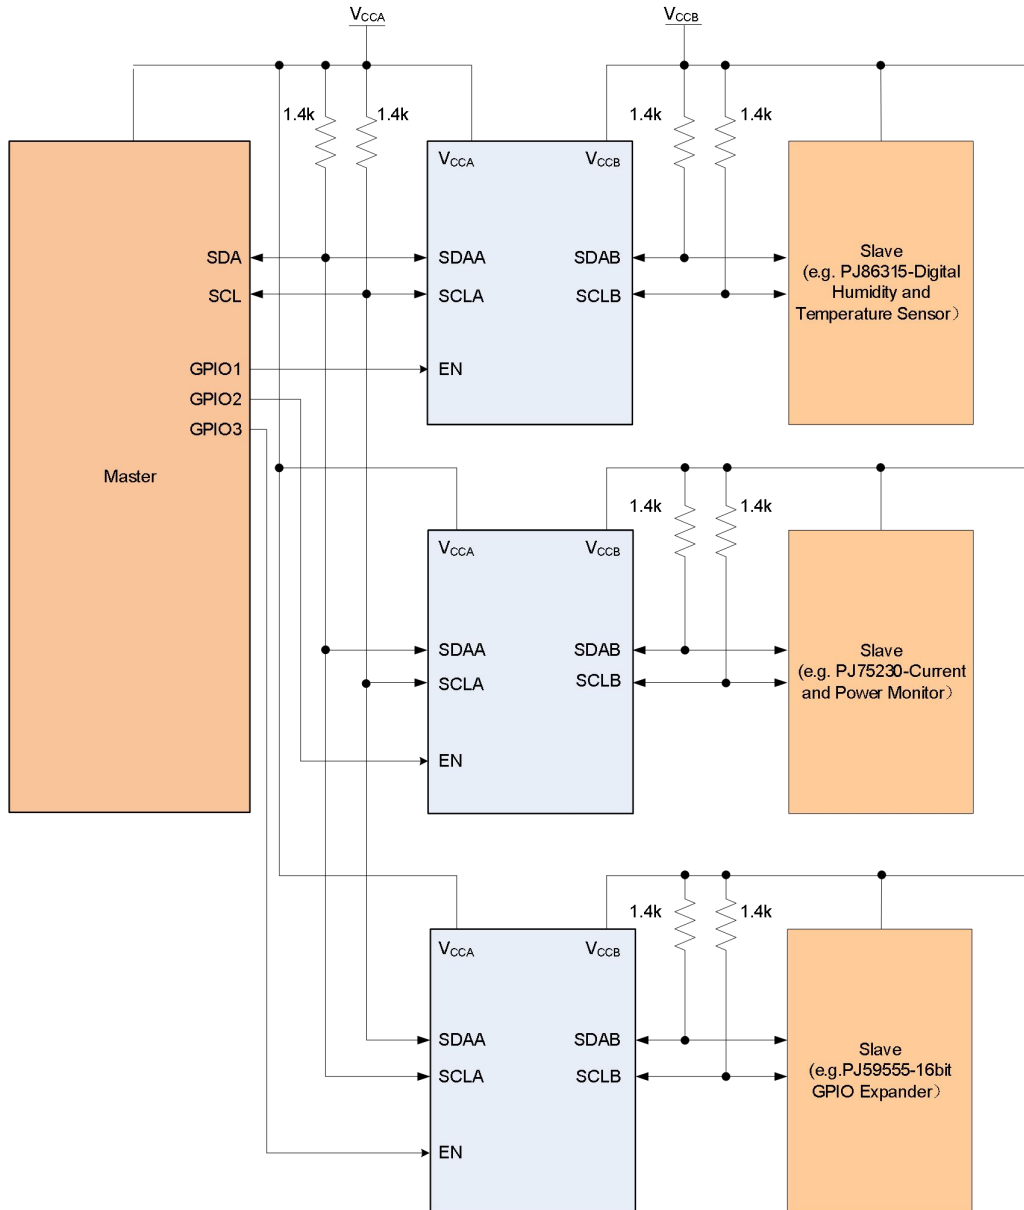 VCCA
VCCB
1.4k
1.4k
1.4k
1.4k
VCCA
VCCB
SDA
SDAA
SDAB
SCL
SCLA
SCLB
GPIO1
EN
GPIO2
GPIO3
Master
Slave
(e.g. PJ86315-Digital
Humidity and
Temperature Sensor）
1.4k
1.4k
VCCA
VCCB
SDAA
SDAB
SCLA
SCLB
EN
Slave
(e.g. PJ75230-Current
and Power Monitor）
1.4k
1.4k
VCCA
VCCB
SDAA
SDAB
SCLA
SCLB
EN
Slave
(e.g.PJ59555-16bit
GPIO Expander）